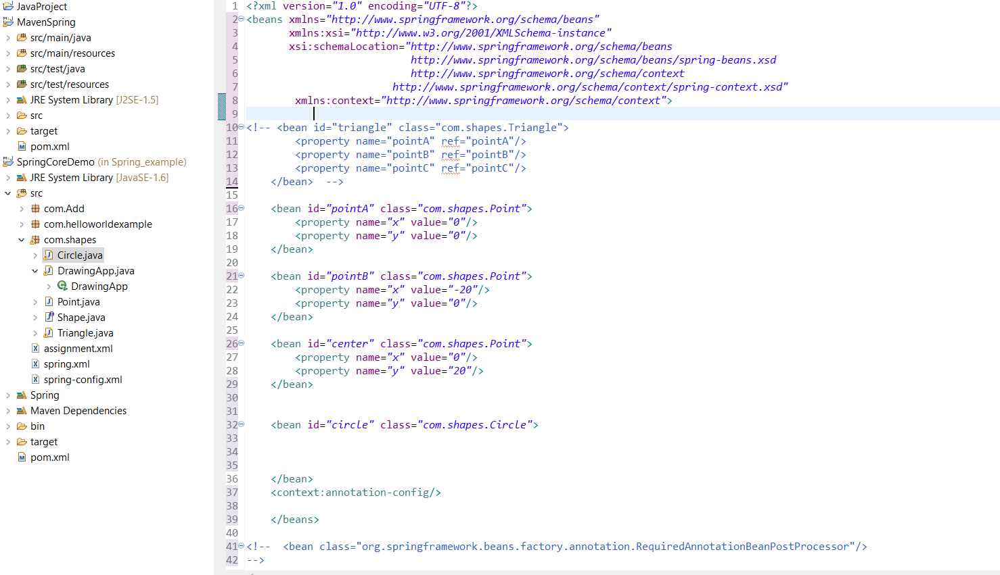 JavaProject
MavenSpring
src/main/java
src/main/resources
src/test/java
src/test/resources
JRE System Library [J2SE-1.5]
src
target
pom.xml
SpringCoreDemo (in Spring_example)
JRE System Library [JavaSE-1.6]
src
com.Add
com.helloworldexample
com.shapes
Circle.java
DrawingApp.java
DrawingApp
Point.java
Shape.java
Triangle.java
assignment.xml
spring.xml
spring-config.xml
Spring
Maven Dependencies
bin
target
pom.xml
1 <?xml version="1.0" encoding="UTF-8"?>
2 <beans xmlns="http://www.springframework.org/schema/beans"
3 xmlns:xsi="http://www.w3.org/2001/XMLSchema-instance"
4 xsi:schemaLocation="http://www.springframework.org/schema/beans
5 http://www.springframework.org/schema/beans/spring-beans.xsd
6 http://www.springframework.org/schema/context
7 http://www.springframework.org/schema/context/spring-context.xsd"
8 xmlns:context="http://www.springframework.org/schema/context">
9
10 <!-- <bean id="triangle" class="com.shapes.Triangle">
11 <property name="pointA" ref="pointA"/>
12 <property name="pointB" ref="pointB"/>
13 <property name="pointC" ref="pointC"/>
14 </bean>  -->
15
16 <bean id="pointA" class="com.shapes.Point">
17 <property name="x" value="0"/>
18 <property name="y" value="0"/>
19 </bean>
20
21 <bean id="pointB" class="com.shapes.Point">
22 <property name="x" value="-20"/>
23 <property name="y" value="0"/>
24 </bean>
25
26 <bean id="center" class="com.shapes.Point">
27 <property name="x" value="0"/>
28 <property name="y" value="20"/>
29 </bean>
30
31
32 <bean id="circle" class="com.shapes.Circle">
33
34
35
36 </bean>
37 <context:annotation-config/>
38
39 </beans>
40
41 <!--  <bean class="org.springframework.beans.factory.annotation.RequiredAnnotationBeanPostProcessor"/>
42 -->